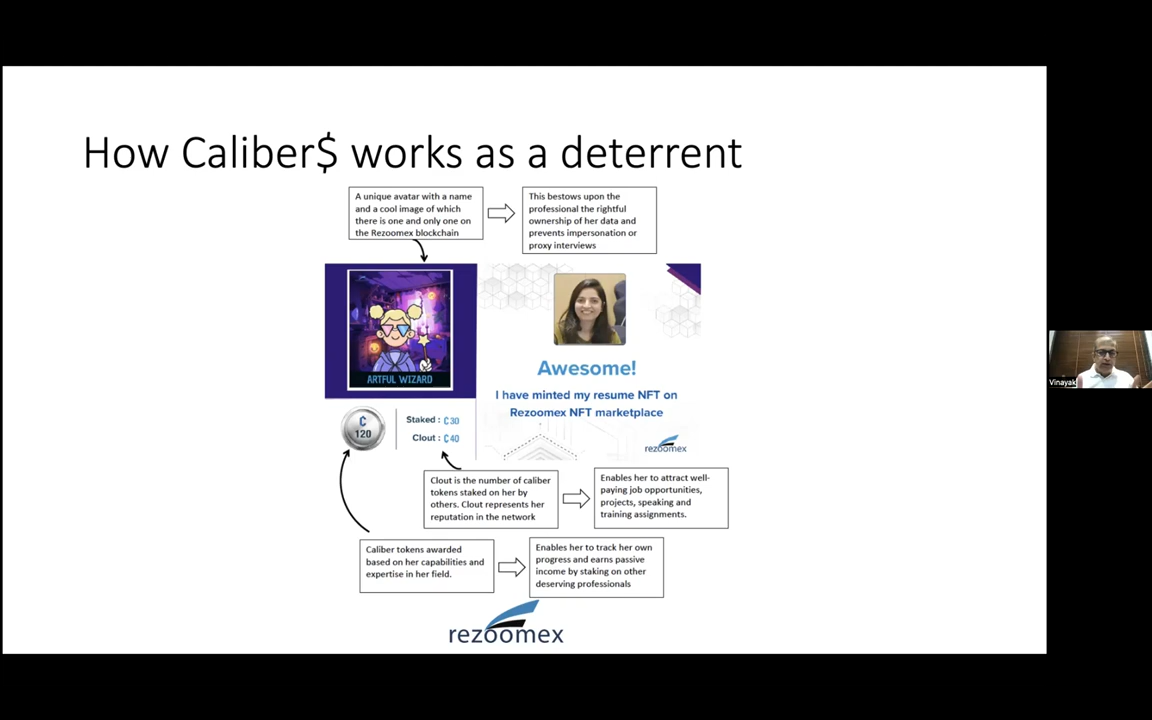 How Caliber$ works as a deterrent
A unique avatar with a name
and a cool image of which
there is one and only one on
the Rezoomex blockchain
This bestows upon the
professional the rightful
ownership of her data and
prevents impersonation or
proxy interviews
ARTFUL WIZARD
Awesome!
I have minted my resume NFT on
Rezoomex NFT marketplace
rezoomex
₵
120
Staked : ₵30
Clout : ₵40
Clout is the number of caliber
tokens staked on her by
others. Clout represents her
reputation in the network
Enables her to attract well-
paying job opportunities,
projects, speaking and
training assignments.
Caliber tokens awarded
based on her capabilities and
expertise in her field.
Enables her to track her own
progress and earns passive
income by staking on other
deserving professionals
rezoomex
Vinayak